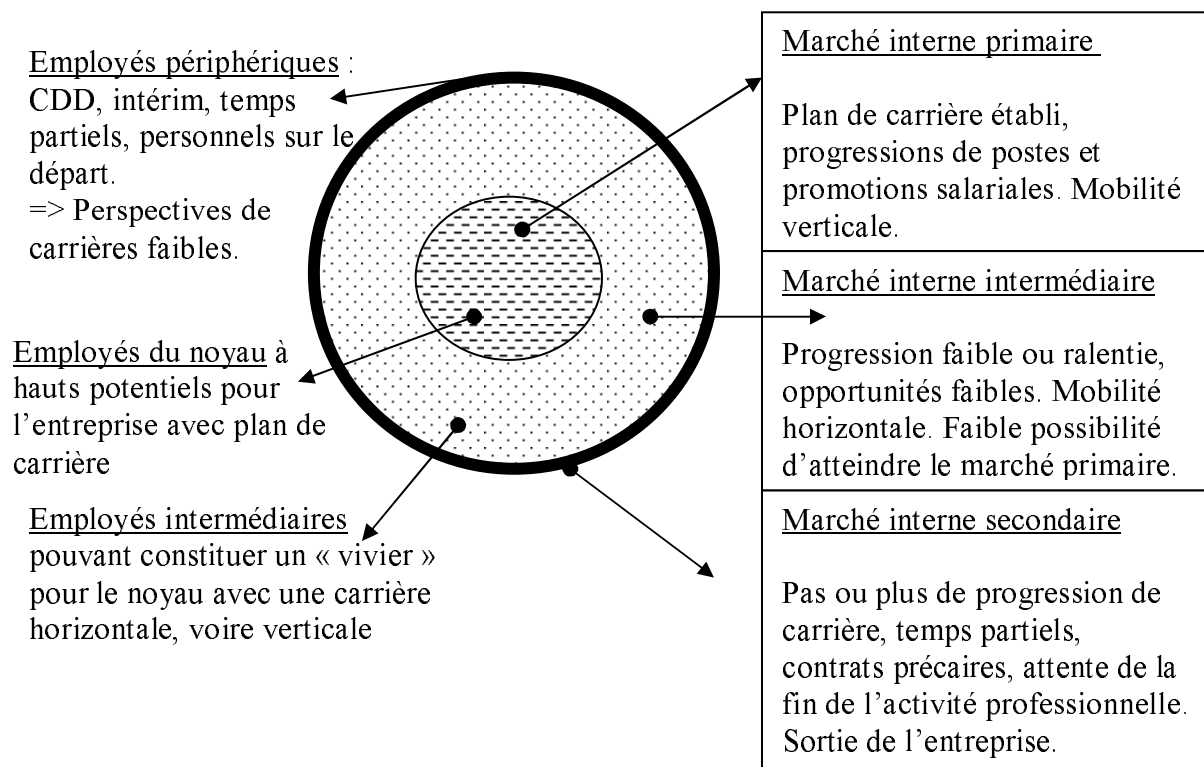 Employés périphériques :
CDD, intérim, temps
partiels, personnels sur le
départ.
=> Perspectives de
carrières faibles.
Employés du noyau à
hauts potentiels pour
l’entreprise avec plan de
carrière
Employés intermédiaires
pouvant constituer un « vivier »
pour le noyau avec une carrière
horizontale, voire verticale
Marché interne primaire
Plan de carrière établi,
progressions de postes et
promotions salariales. Mobilité
verticale.
Marché interne intermédiaire
Progression faible ou ralentie,
opportunités faibles. Mobilité
horizontale. Faible possibilité
d’atteindre le marché primaire.
Marché interne secondaire
Pas ou plus de progression de
carrière, temps partiels,
contrats précaires, attente de la
fin de l’activité professionnelle.
Sortie de l’entreprise.